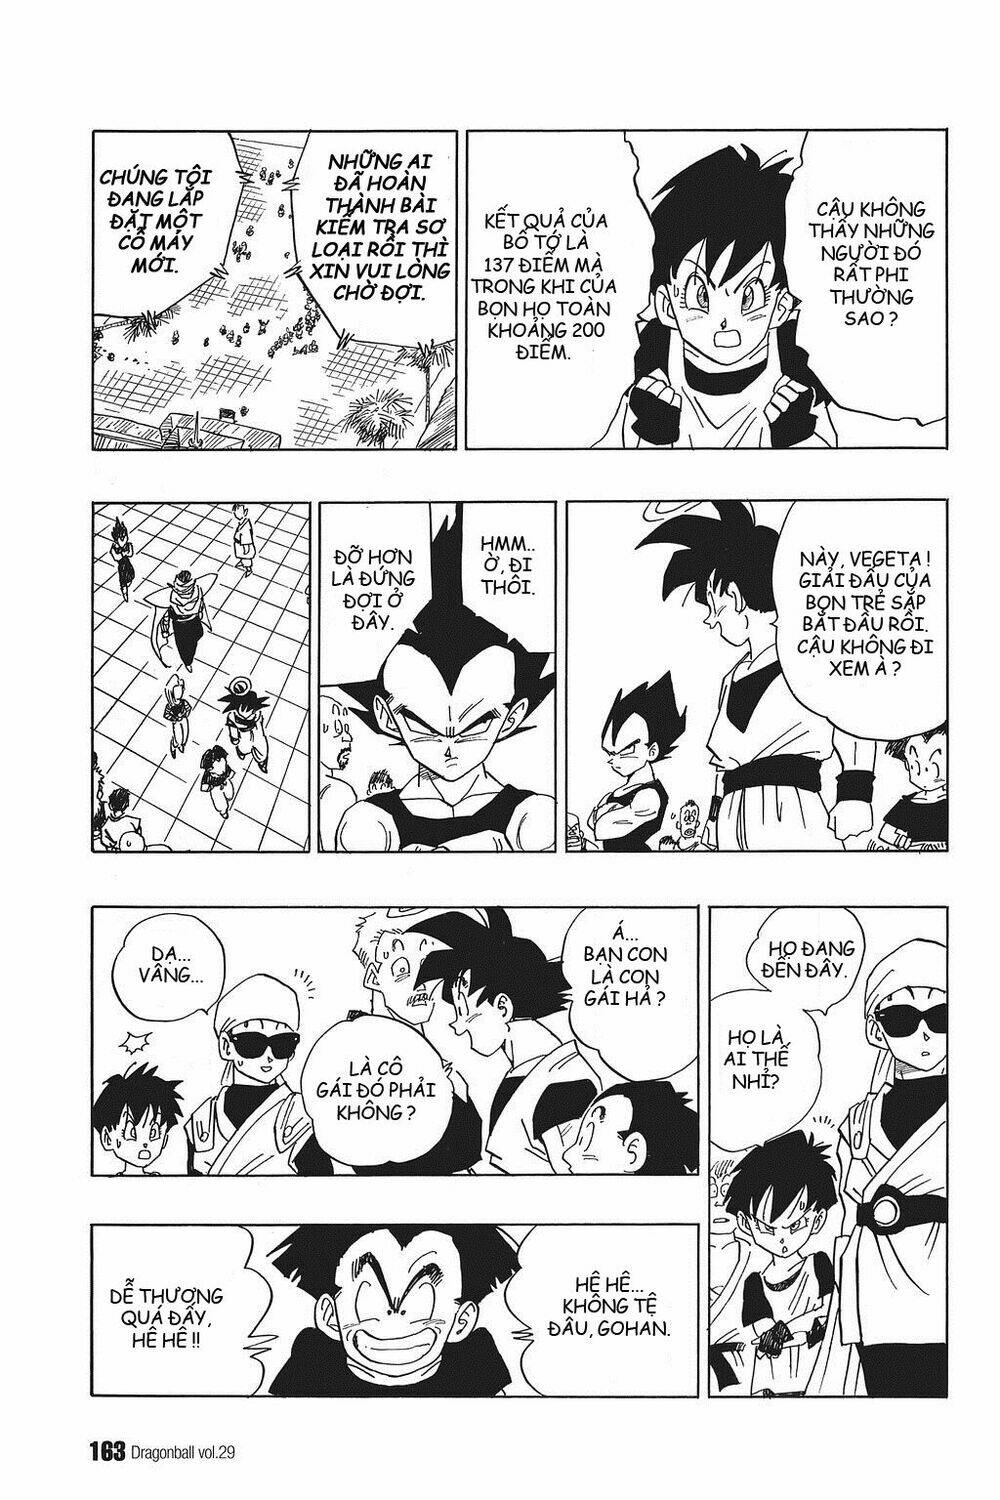 CẬU KHÔNG
THẤY NHỮNG
NGƯỜI ĐÓ
RẤT PHI
THƯỜNG
SAO ?
KẾT QUẢ CỦA
BỐ TỚ LÀ
137 ĐIỂM MÀ
TRONG KHI CỦA
BỌN HỌ TOÀN
KHOẢNG 200
ĐIỂM.
NHỮNG AI
ĐÃ HOÀN
THÀNH BÀI
KIỂM TRA SƠ
LOẠI RỒI THÌ
XIN VUI LÒNG
CHỜ ĐỢI.
CHÚNG TÔI
ĐANG LẮP
ĐẶT MỘT
CỖ MÁY
MỚI.
NÀY, VEGETA !
GIẢI ĐẤU CỦA
BỌN TRẺ SẮP
BẮT ĐẦU RỒI.
CẬU KHÔNG ĐI
XEM À ?
HMM..
Ờ, ĐI
THÔI.
ĐỠ HƠN
LÀ ĐỨNG
ĐỢI Ở
ĐÂY.
HỌ ĐANG
ĐẾN ĐÂY.
HỌ LÀ
AI THẾ
NHỈ?
Á...
BẠN CON
LÀ CON
GÁI HẢ ?
LÀ CÔ
GÁI ĐÓ PHẢI
KHÔNG ?
DẠ...
VÂNG...
HÊ HÊ...
KHÔNG TỆ
ĐÂU, GOHAN.
DỄ THƯƠNG
QUÁ ĐẤY,
HÊ HÊ !!
163 Dragonball vol.29